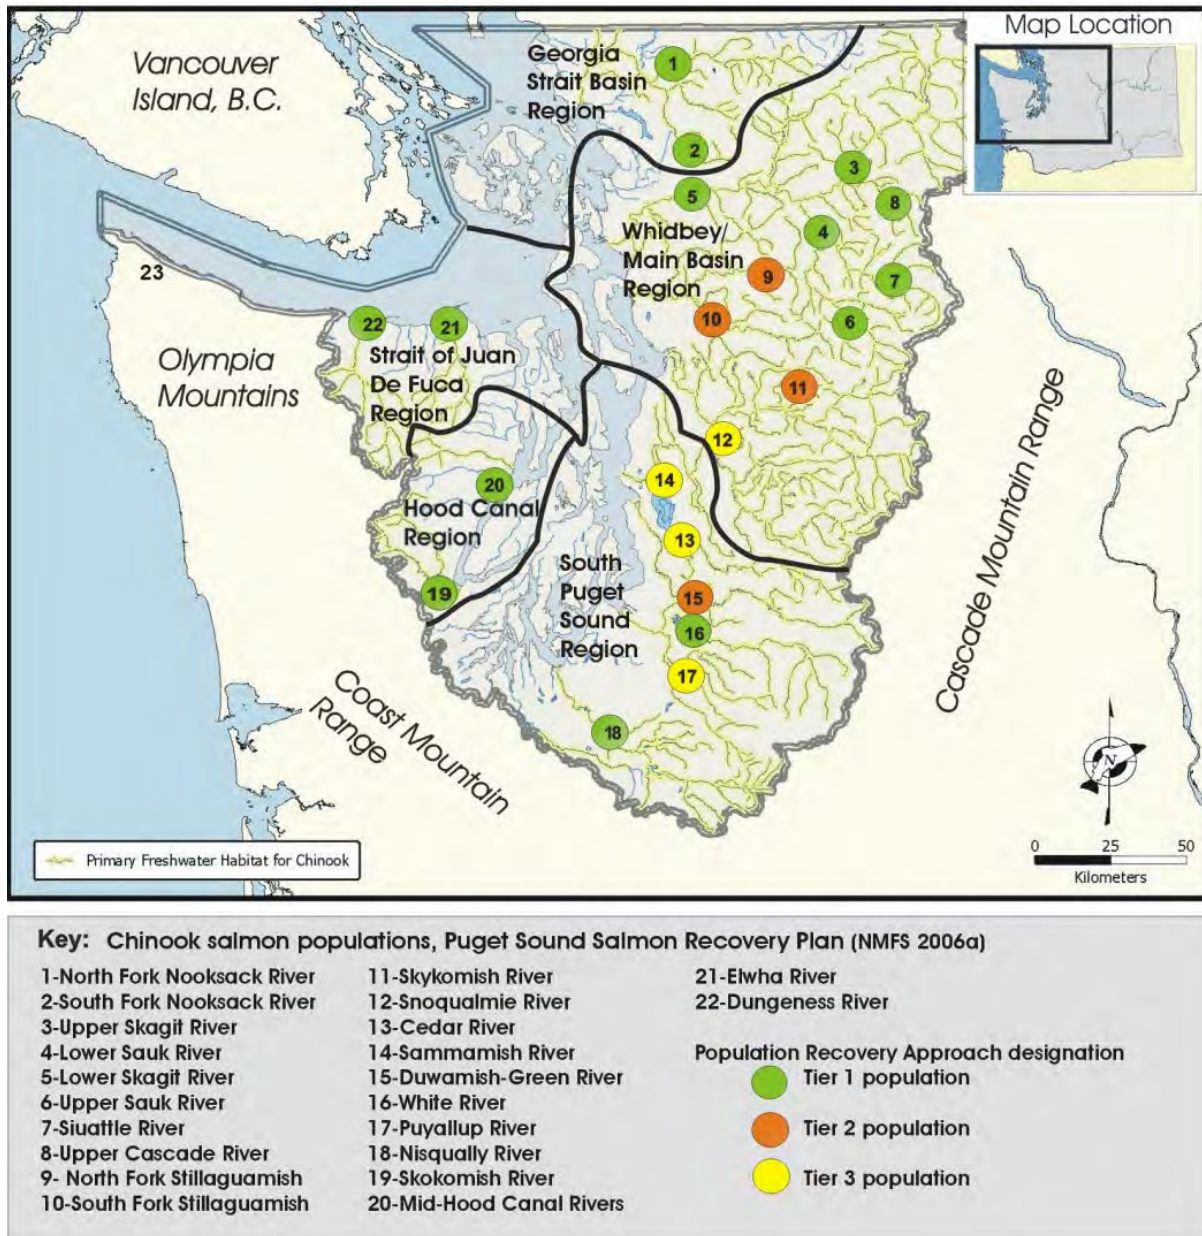 Map Location
Vancouver
Island, B.C.
Georgia
Strait Basin
Region
1
2
3
5
8
4
Whidbey/
Main Basin
Region
9
7
23
10
6
22
21
Olympia
Mountains
Strait of Juan
De Fuca
Region
11
12
14
20
Hood Canal
Region
13
Cascade Mountain Range
South
Puget
Sound
Region
19
15
16
17
18
Coast Mountain
Range
N
0 25 50
Kilometers
Primary Freshwater Habitat for Chinook
Key: Chinook salmon populations, Puget Sound Salmon Recovery Plan (NMFS 2006a)
1-North Fork Nooksack River
2-South Fork Nooksack River
3-Upper Skagit River
4-Lower Sauk River
5-Lower Skagit River
6-Upper Sauk River
7-Siuattle River
8-Upper Cascade River
9- North Fork Stillaguamish
10-South Fork Stillaguamish
11-Skykomish River
12-Snoqualmie River
13-Cedar River
14-Sammamish River
15-Duwamish-Green River
16-White River
17-Puyallup River
18-Nisqually River
19-Skokomish River
20-Mid-Hood Canal Rivers
21-Elwha River
22-Dungeness River
Population Recovery Approach designation
Tier 1 population
Tier 2 population
Tier 3 population